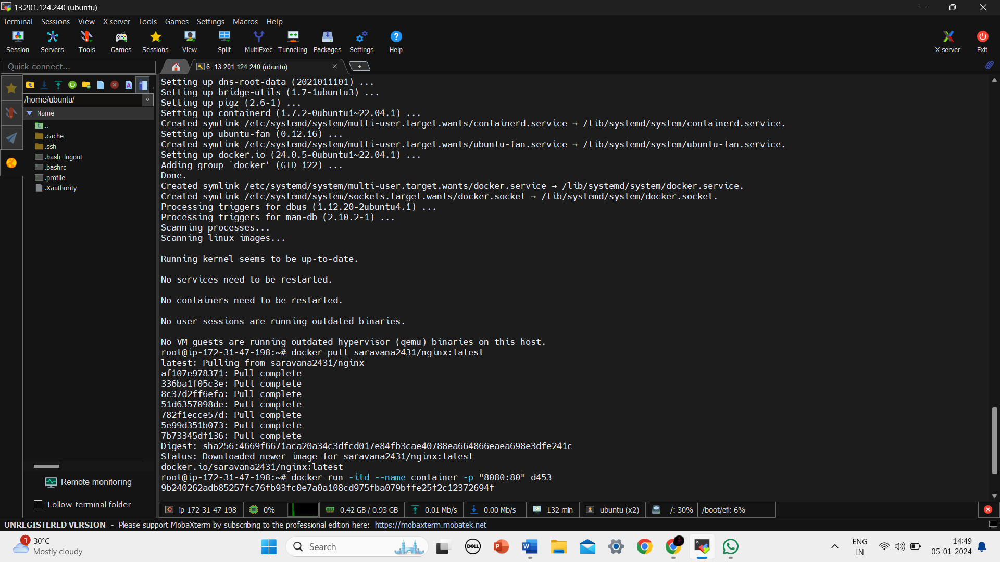 13.201.124.240 (ubuntu)
Terminal Sessions View X server Tools Games Settings Macros Help
Session Servers Tools Games Sessions View Split MultiExec Tunneling Packages Settings Help X server Exit
Quick connect...
6. 13.201.124.240 (ubuntu)
/home/ubuntu/
Name
..
.cache
.ssh
.bash_logout
.bashrc
.profile
.Xauthority
Remote monitoring
Follow terminal folder
Setting up dns-root-data (2021011101) ...
Setting up bridge-utils (1.7-1ubuntu3) ...
Setting up pigz (2.6-1) ...
Setting up containerd (1.7.2-0ubuntu1~22.04.1) ...
Created symlink /etc/systemd/system/multi-user.target.wants/containerd.service → /lib/systemd/system/containerd.service.
Setting up ubuntu-fan (0.12.16) ...
Created symlink /etc/systemd/system/multi-user.target.wants/ubuntu-fan.service → /lib/systemd/system/ubuntu-fan.service.
Setting up docker.io (24.0.5-0ubuntu1~22.04.1) ...
Adding group `docker' (GID 122) ...
Done.
Created symlink /etc/systemd/system/multi-user.target.wants/docker.service → /lib/systemd/system/docker.service.
Created symlink /etc/systemd/system/sockets.target.wants/docker.socket → /lib/systemd/system/docker.socket.
Processing triggers for dbus (1.12.20-2ubuntu4.1) ...
Processing triggers for man-db (2.10.2-1) ...
Scanning processes...
Scanning linux images...
Running kernel seems to be up-to-date.
No services need to be restarted.
No containers need to be restarted.
No user sessions are running outdated binaries.
No VM guests are running outdated hypervisor (qemu) binaries on this host.
root@ip-172-31-47-198:~# docker pull saravana2431/nginx:latest
latest: Pulling from saravana2431/nginx
af107e978371: Pull complete
336ba1f05c3e: Pull complete
8c37d2ff6efa: Pull complete
51d6357098de: Pull complete
782f1ecce57d: Pull complete
5e99d351b073: Pull complete
7b73345df136: Pull complete
Digest: sha256:4669f6671aca20a34c3dfcd017e84fb3cae40788ea664866eaea698e3dfe241c
Status: Downloaded newer image for saravana2431/nginx:latest
docker.io/saravana2431/nginx:latest
root@ip-172-31-47-198:~# docker run -itd --name container -p "8080:80" d453
9b240262adb85257fc76fb93fc0e7a0a108cd975fba079bffe25f2c12372694f
ip-172-31-47-198 0% 0.42 GB / 0.93 GB 0.01 Mb/s 0.00 Mb/s 132 min ubuntu (x2) /: 30% /boot/efi: 6%
UNREGISTERED VERSION - Please support MobaXterm by subscribing to the professional edition here: https://mobaxterm.mobatek.net
1
30°C
Mostly cloudy
Search
DELL
ENG
IN
14:49
05-01-2024